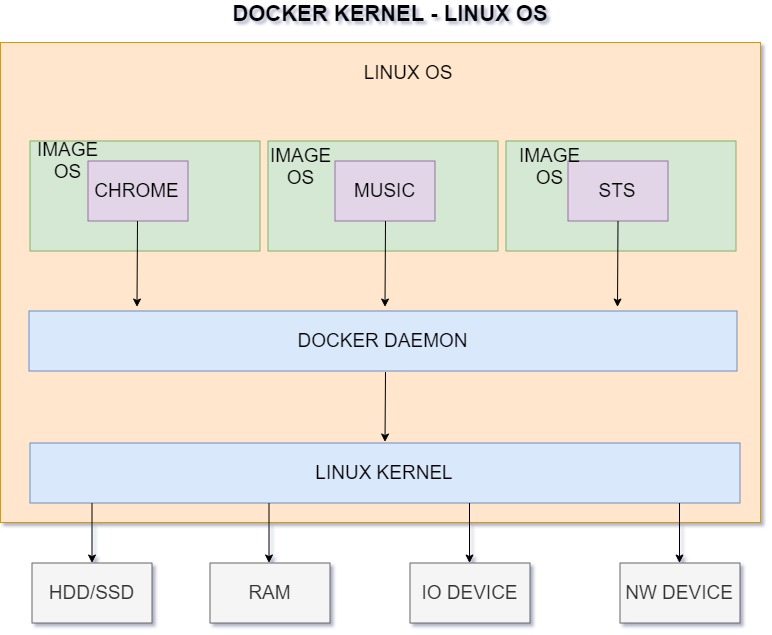 DOCKER KERNEL - LINUX OS
LINUX OS
IMAGE
OS
CHROME
IMAGE
OS
MUSIC
IMAGE
OS
STS
DOCKER DAEMON
LINUX KERNEL
HDD/SSD
RAM
IO DEVICE
NW DEVICE